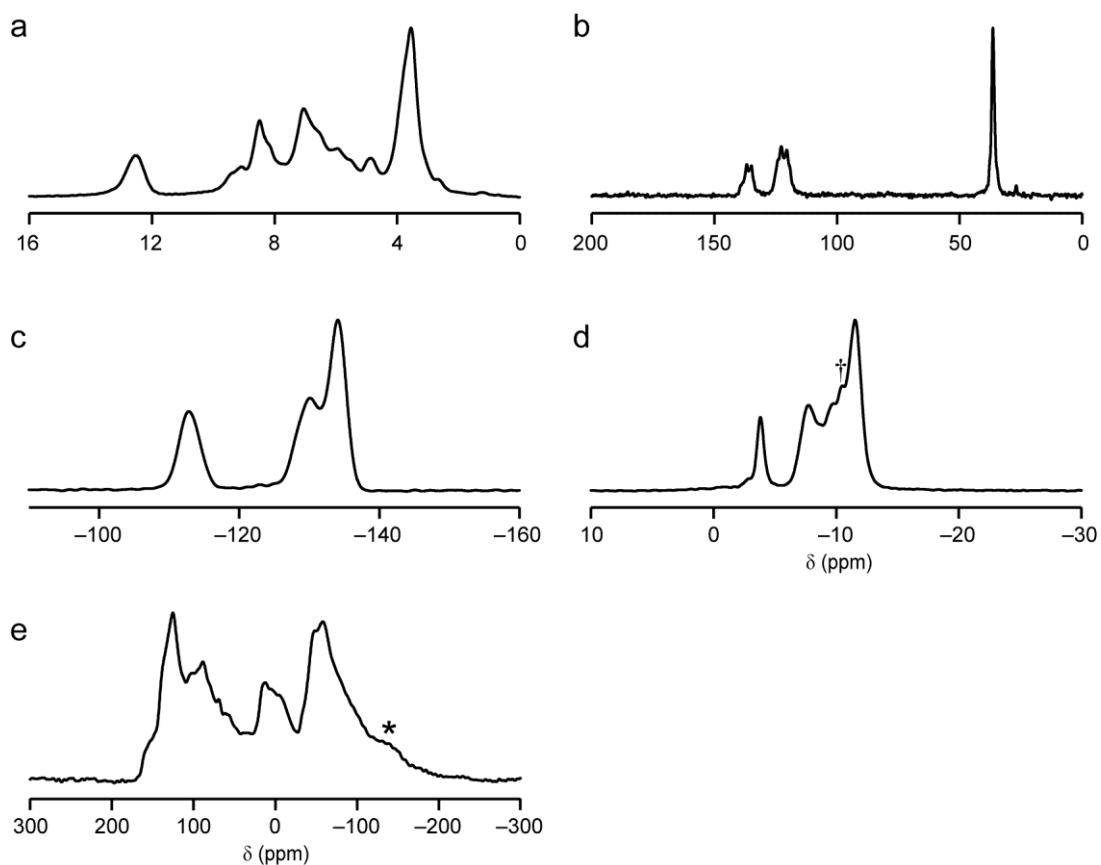 a
16 12 8 4 0
b
200 150 100 50 0
c
–100 –120 –140 –160
d
†
10 0 –10 –20 –30
δ (ppm)
e
*
300 200 100 0 –100 –200 –300
δ (ppm)